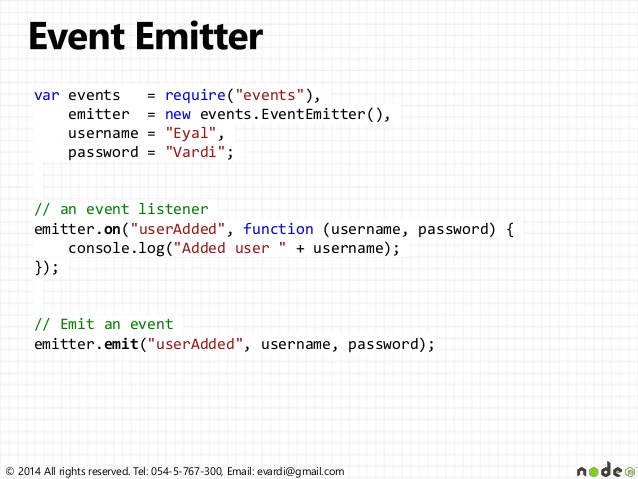 Event Emitter
var events   = require("events"),
    emitter  = new events.EventEmitter(),
    username = "Eyal",
    password = "Vardi";
// an event listener
emitter.on("userAdded", function (username, password) {
    console.log("Added user " + username);
});
// Emit an event
emitter.emit("userAdded", username, password);
© 2014 All rights reserved. Tel: 054-5-767-300, Email: evardi@gmail.com
node JS